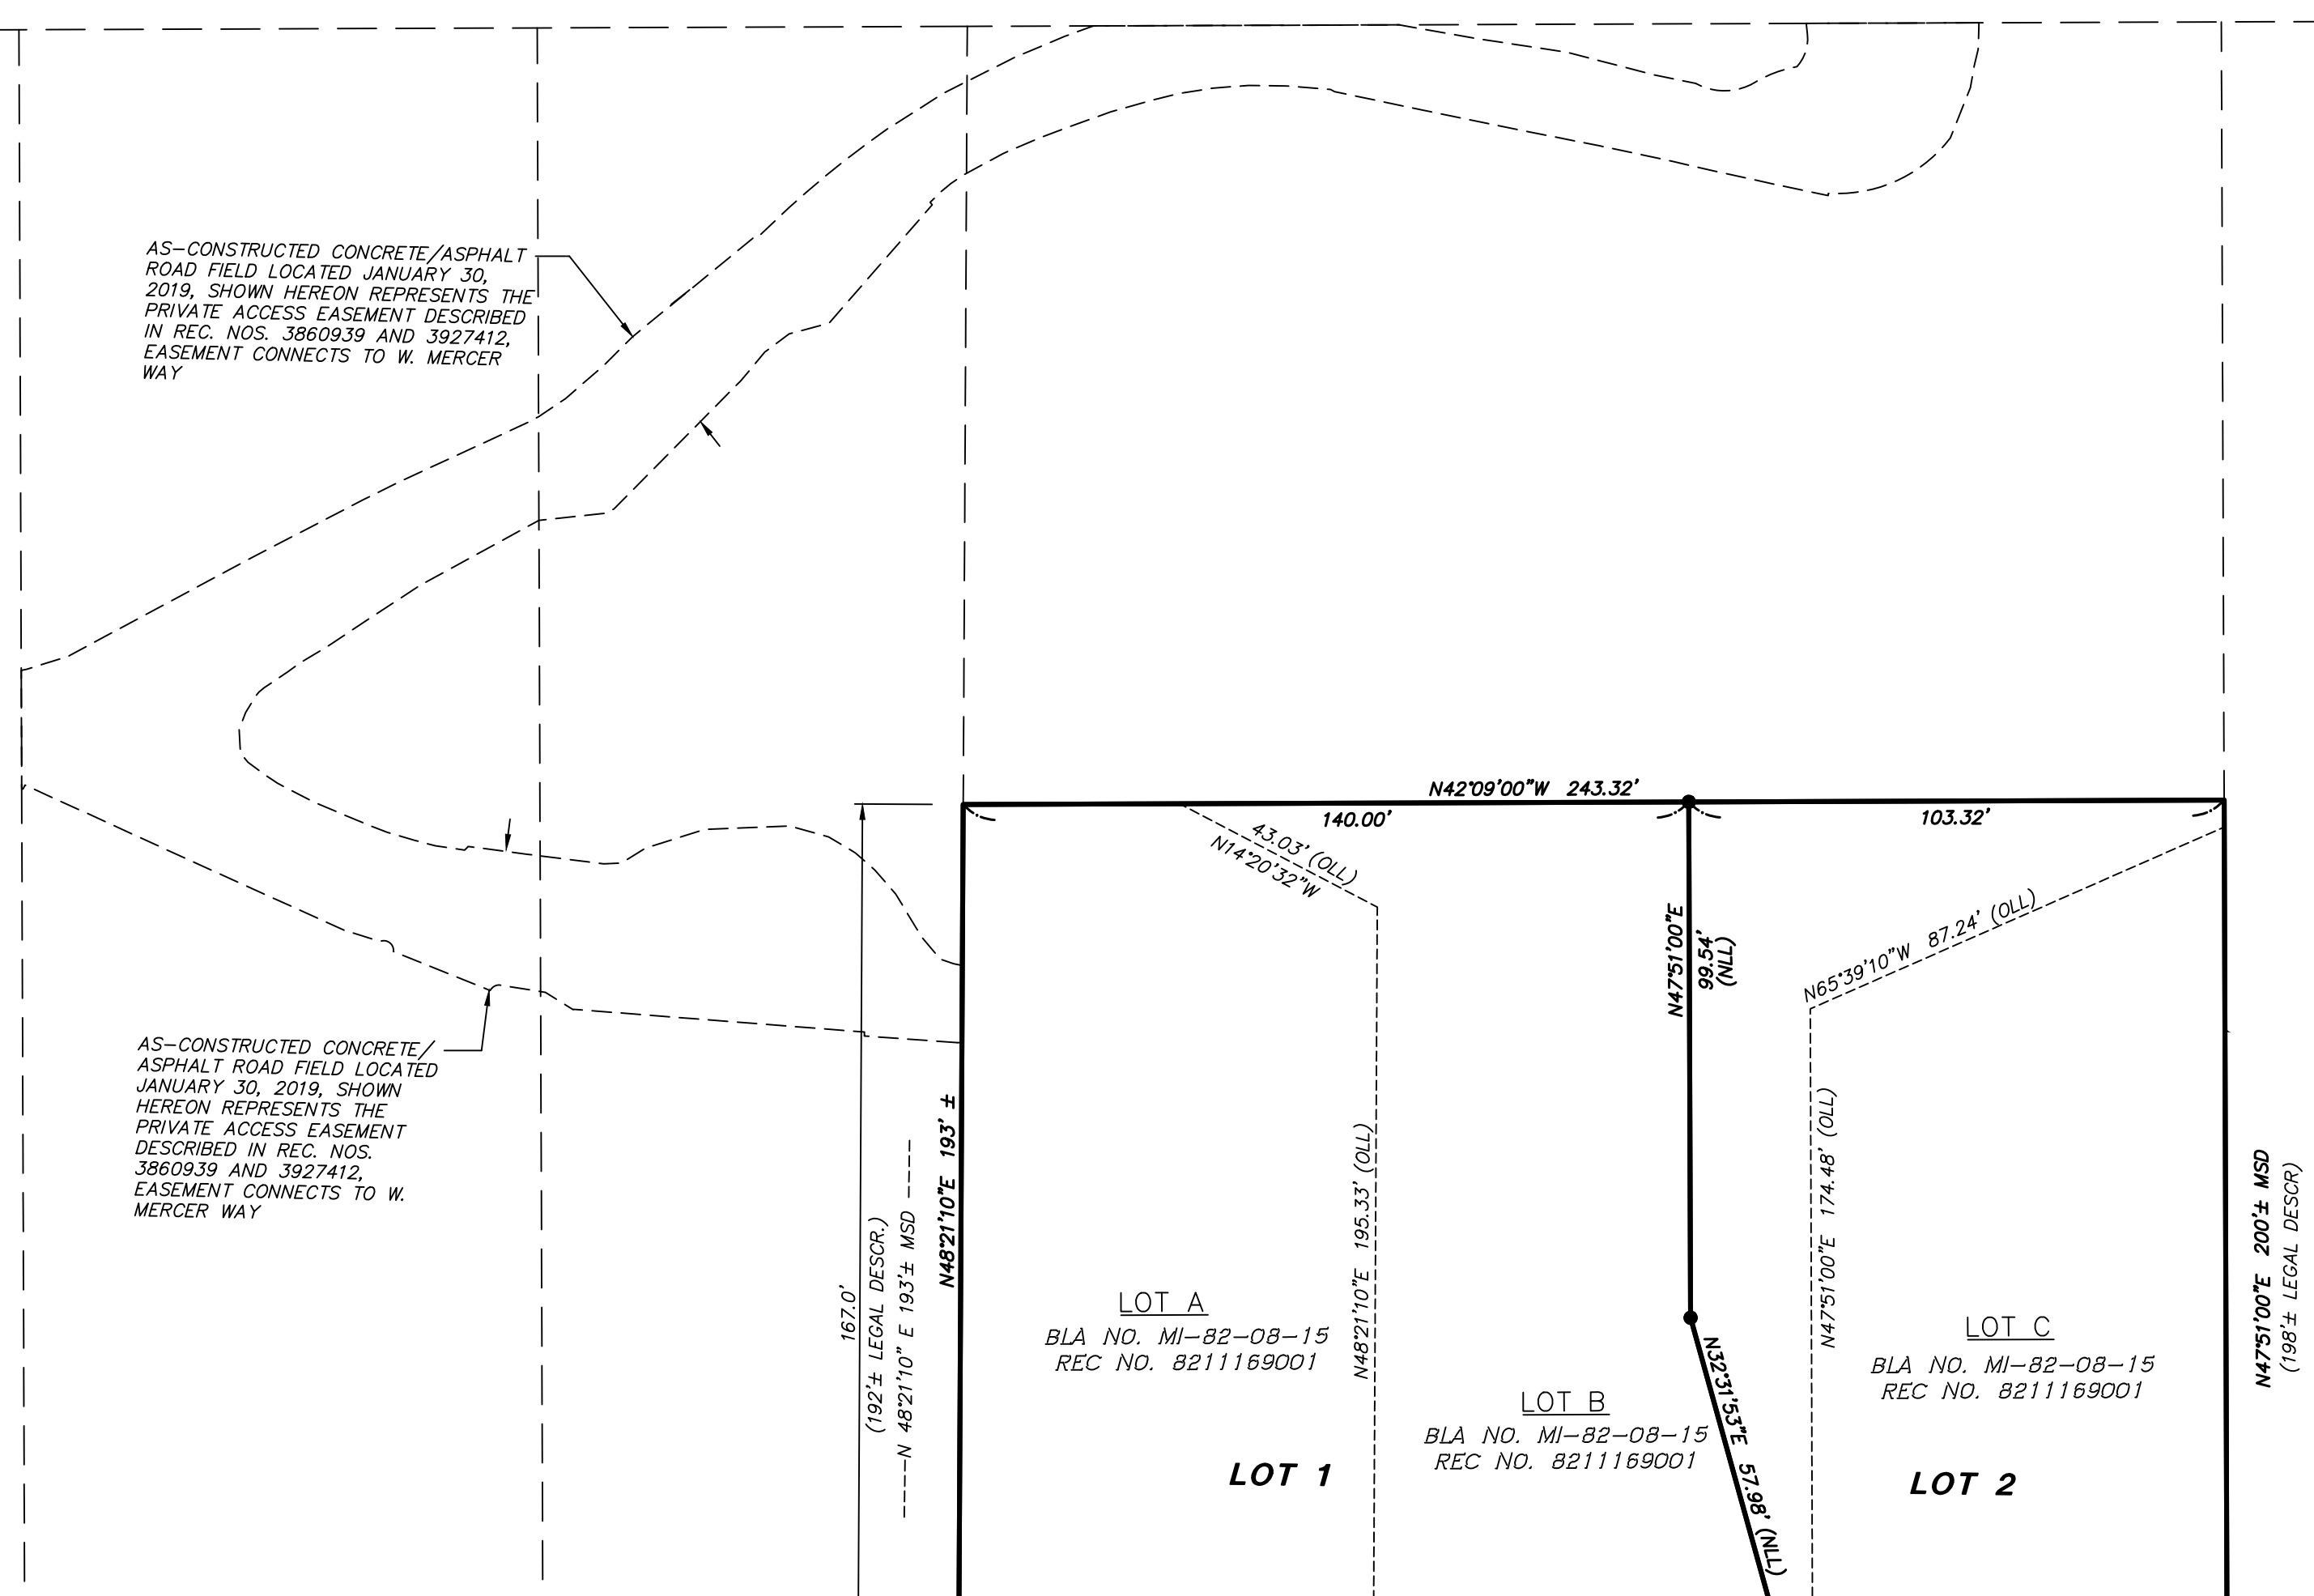 AS-CONSTRUCTED CONCRETE/ASPHALT
ROAD FIELD LOCATED JANUARY 30,
2019, SHOWN HEREON REPRESENTS THE
PRIVATE ACCESS EASEMENT DESCRIBED
IN REC. NOS. 3860939 AND 3927412,
EASEMENT CONNECTS TO W. MERCER
WAY
N42°09'00"W 243.32'
140.00'
103.32'
43.03' (OLL)
N14°20'32"W
N47°51'00"E
99.54'
(NLL)
N65°39'10"W 87.24' (OLL)
AS-CONSTRUCTED CONCRETE/
ASPHALT ROAD FIELD LOCATED
JANUARY 30, 2019, SHOWN
HEREON REPRESENTS THE
PRIVATE ACCESS EASEMENT
DESCRIBED IN REC. NOS.
3860939 AND 3927412,
EASEMENT CONNECTS TO W.
MERCER WAY
167.0'
(192'± LEGAL DESCR.)
N 48°21'10" E 193'± MSD
N48°21'10"E 193' ±
N48°21'10"E 195.33' (OLL)
N47°51'00"E 174.48' (OLL)
N47°51'00"E 200'± MSD
(198'± LEGAL DESCR)
LOT A
BLA NO. MI-82-08-15
REC NO. 8211169001
LOT B
BLA NO. MI-82-08-15
REC NO. 8211169001
LOT C
BLA NO. MI-82-08-15
REC NO. 8211169001
N32°31'53"E 57.98' (NLL)
LOT 1
LOT 2